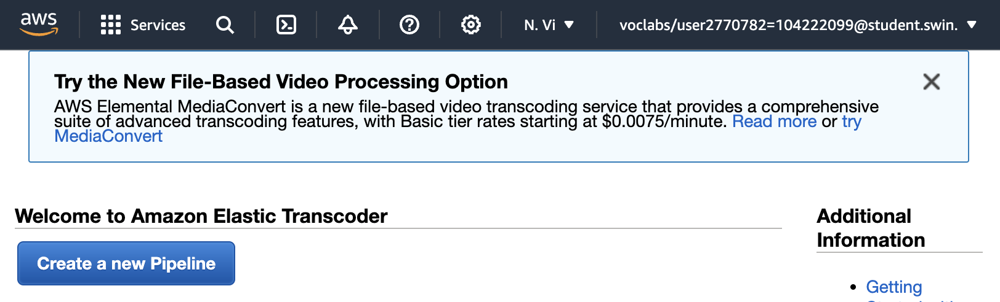 aws
Services
N. Vi
voclabs/user2770782=104222099@student.swin.
Try the New File-Based Video Processing Option
AWS Elemental MediaConvert is a new file-based video transcoding service that provides a comprehensive
suite of advanced transcoding features, with Basic tier rates starting at $0.0075/minute. Read more or try
MediaConvert
Welcome to Amazon Elastic Transcoder
Create a new Pipeline
Additional
Information
Getting